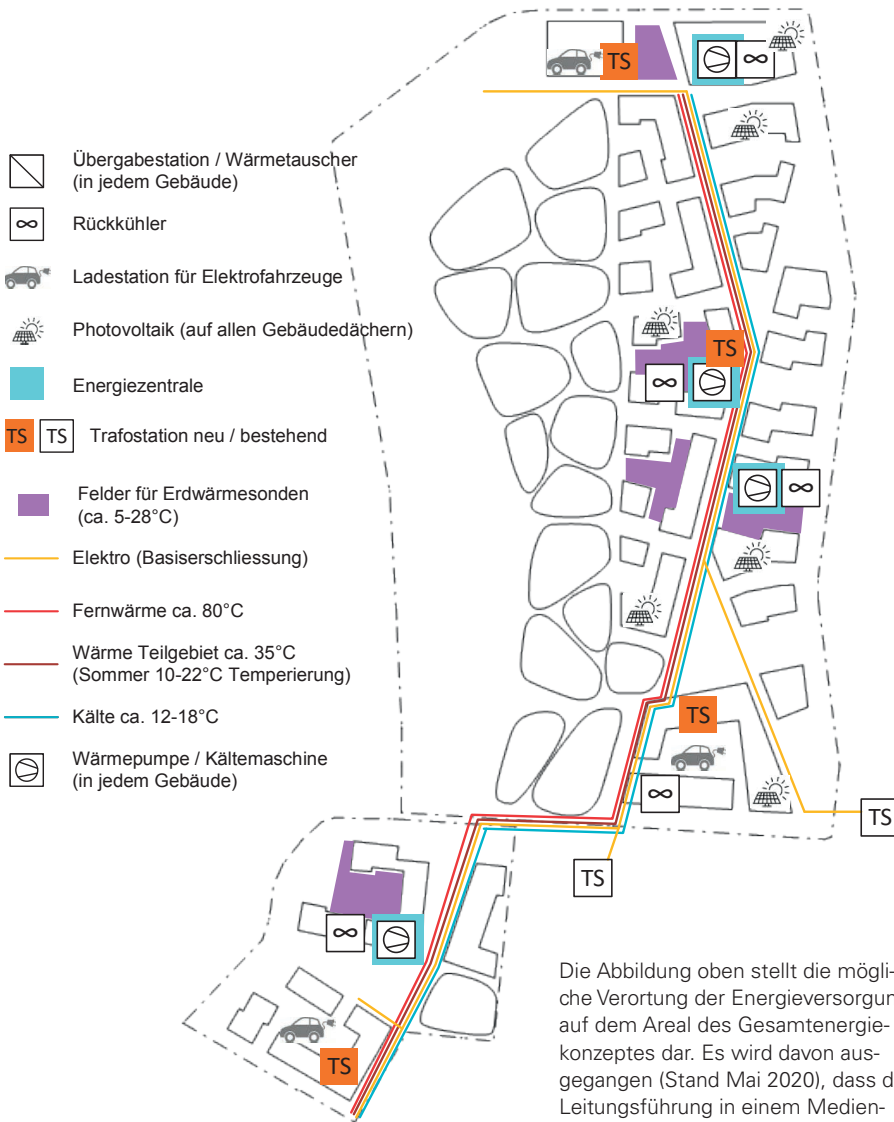 TS
Übergabestation / Wärmetauscher
(in jedem Gebäude)
Rückkühler
Ladestation für Elektrofahrzeuge
Photovoltaik (auf allen Gebäudedächern)
TS
Energiezentrale
TS TS Trafostation neu / bestehend
Felder für Erdwärmesonden
(ca. 5-28°C)
Elektro (Basiserschliessung)
Fernwärme ca. 80°C
Wärme Teilgebiet ca. 35°C
(Sommer 10-22°C Temperierung)
TS
Kälte ca. 12-18°C
Wärmepumpe / Kältemaschine
(in jedem Gebäude)
TS
TS
TS
Die Abbildung oben stellt die mögli-
che Verortung der Energieversorgun
auf dem Areal des Gesamtenergie-
konzeptes dar. Es wird davon aus-
gegangen (Stand Mai 2020), dass d
Leitungsführung in einem Medien-